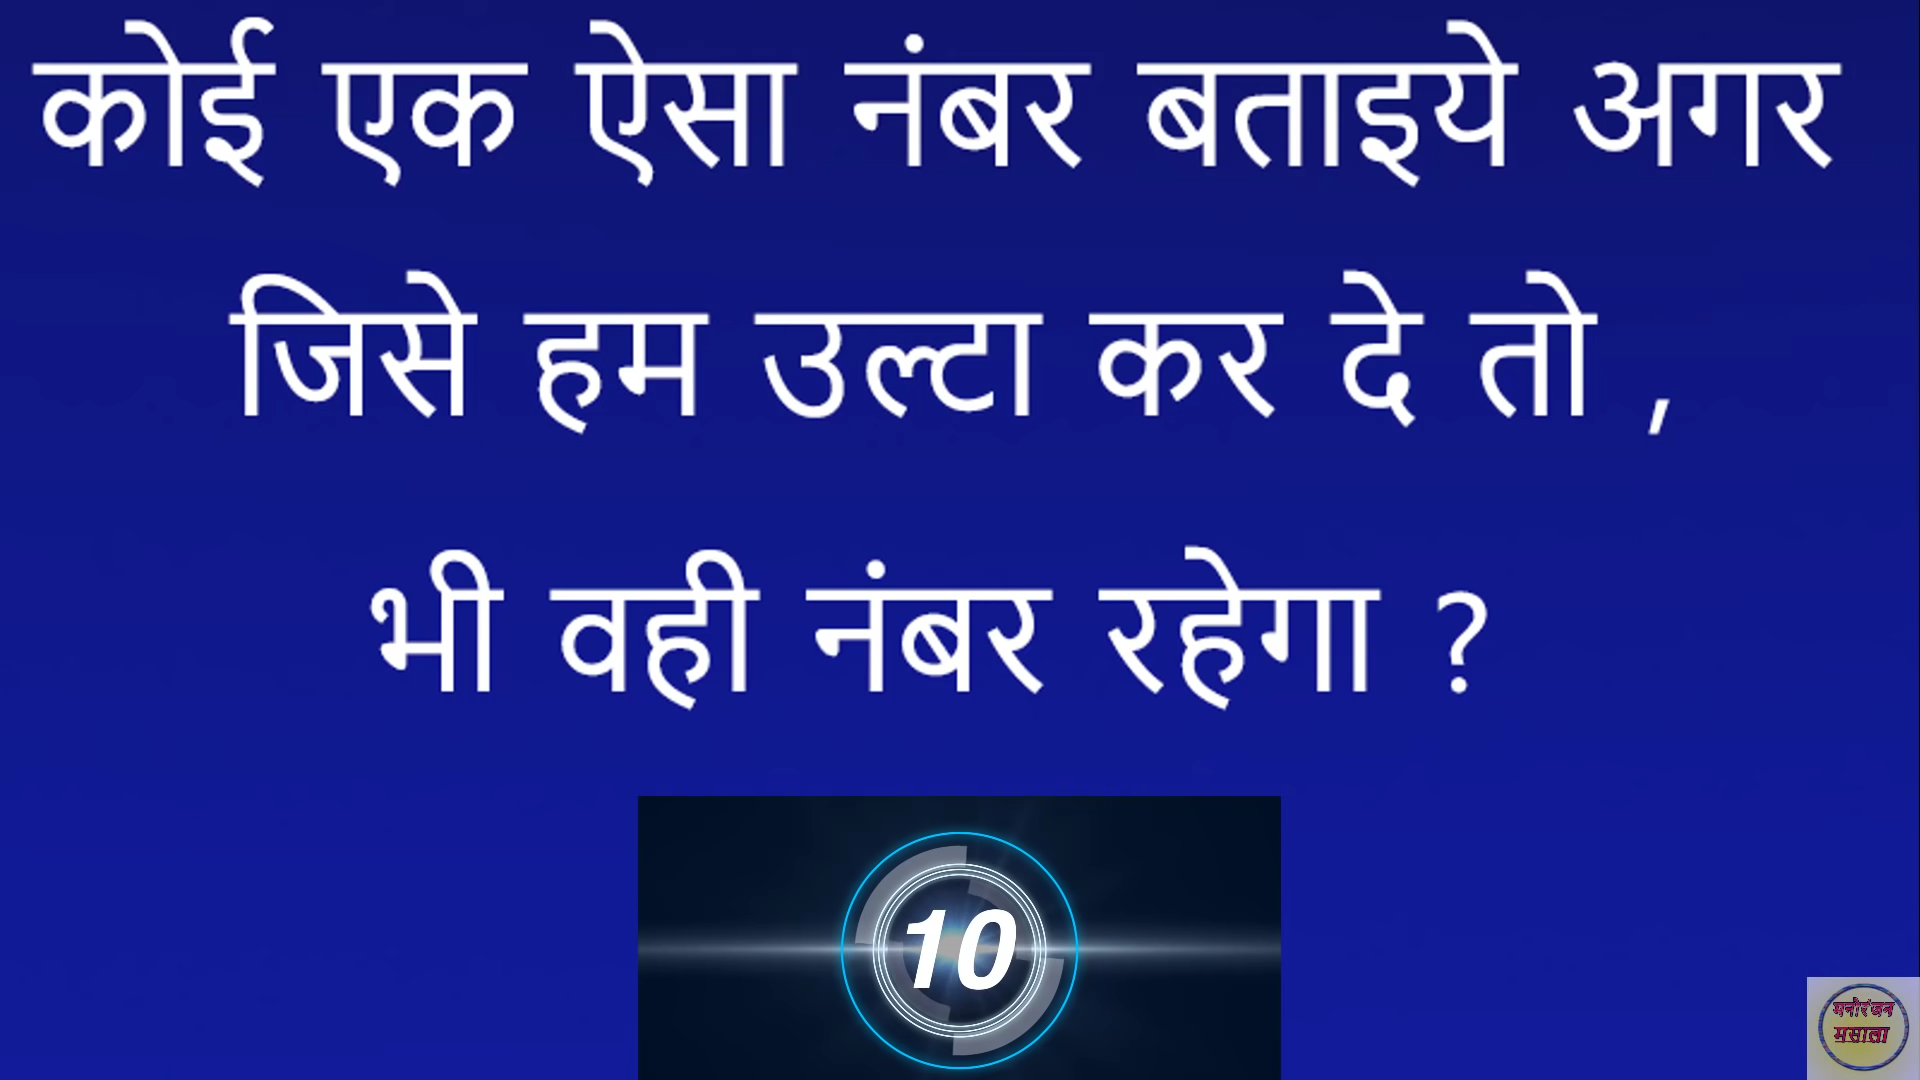 कोई एक ऐसा नंबर बताइये अगर
जिसे हम उल्टा कर दे तो ,
भी वही नंबर रहेगा ?
10
मनोरंजन
मसाला